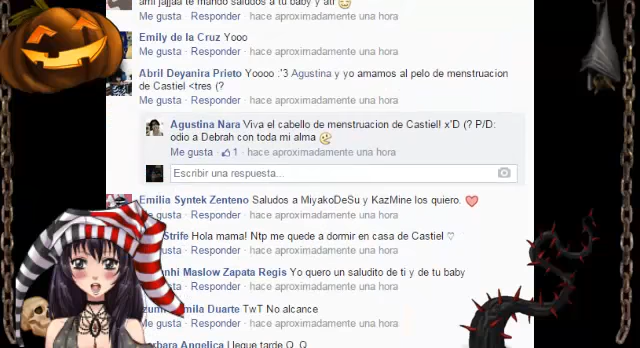 ami jajjaa te mando saludos a tu baby y atr
Me gusta · Responder · hace aproximadamente una hora
Emily de la Cruz Yooo
Me gusta · Responder · hace aproximadamente una hora
Abril Deyanira Prieto Yoooo :'3 Agustina y yo amamos al pelo de menstruacion
de Castiel <tres (?
Me gusta · Responder · hace aproximadamente una hora
Agustina Nara Viva el cabello de menstruacion de Castiel! x'D (? P/D:
odio a Debrah con toda mi alma
Me gusta · 1 · hace aproximadamente una hora
Escribir una respuesta...
Emilia Syntek Zenteno Saludos a MiyakoDeSu y KazMine los quiero.
gusta · Responder · hace aproximadamente una hora
Strife Hola mama! Ntp me quede a dormir en casa de Castiel ♡
sta · Responder · hace aproximadamente una hora
nhi Maslow Zapata Regis Yo quero un saludito de ti y de tu baby
sta · Responder · hace aproximadamente una hora
mila Duarte TwT No alcance
Me gusta · Responder · hace aproximadamente una hora
bara Angelica Llegue tarde Q_Q